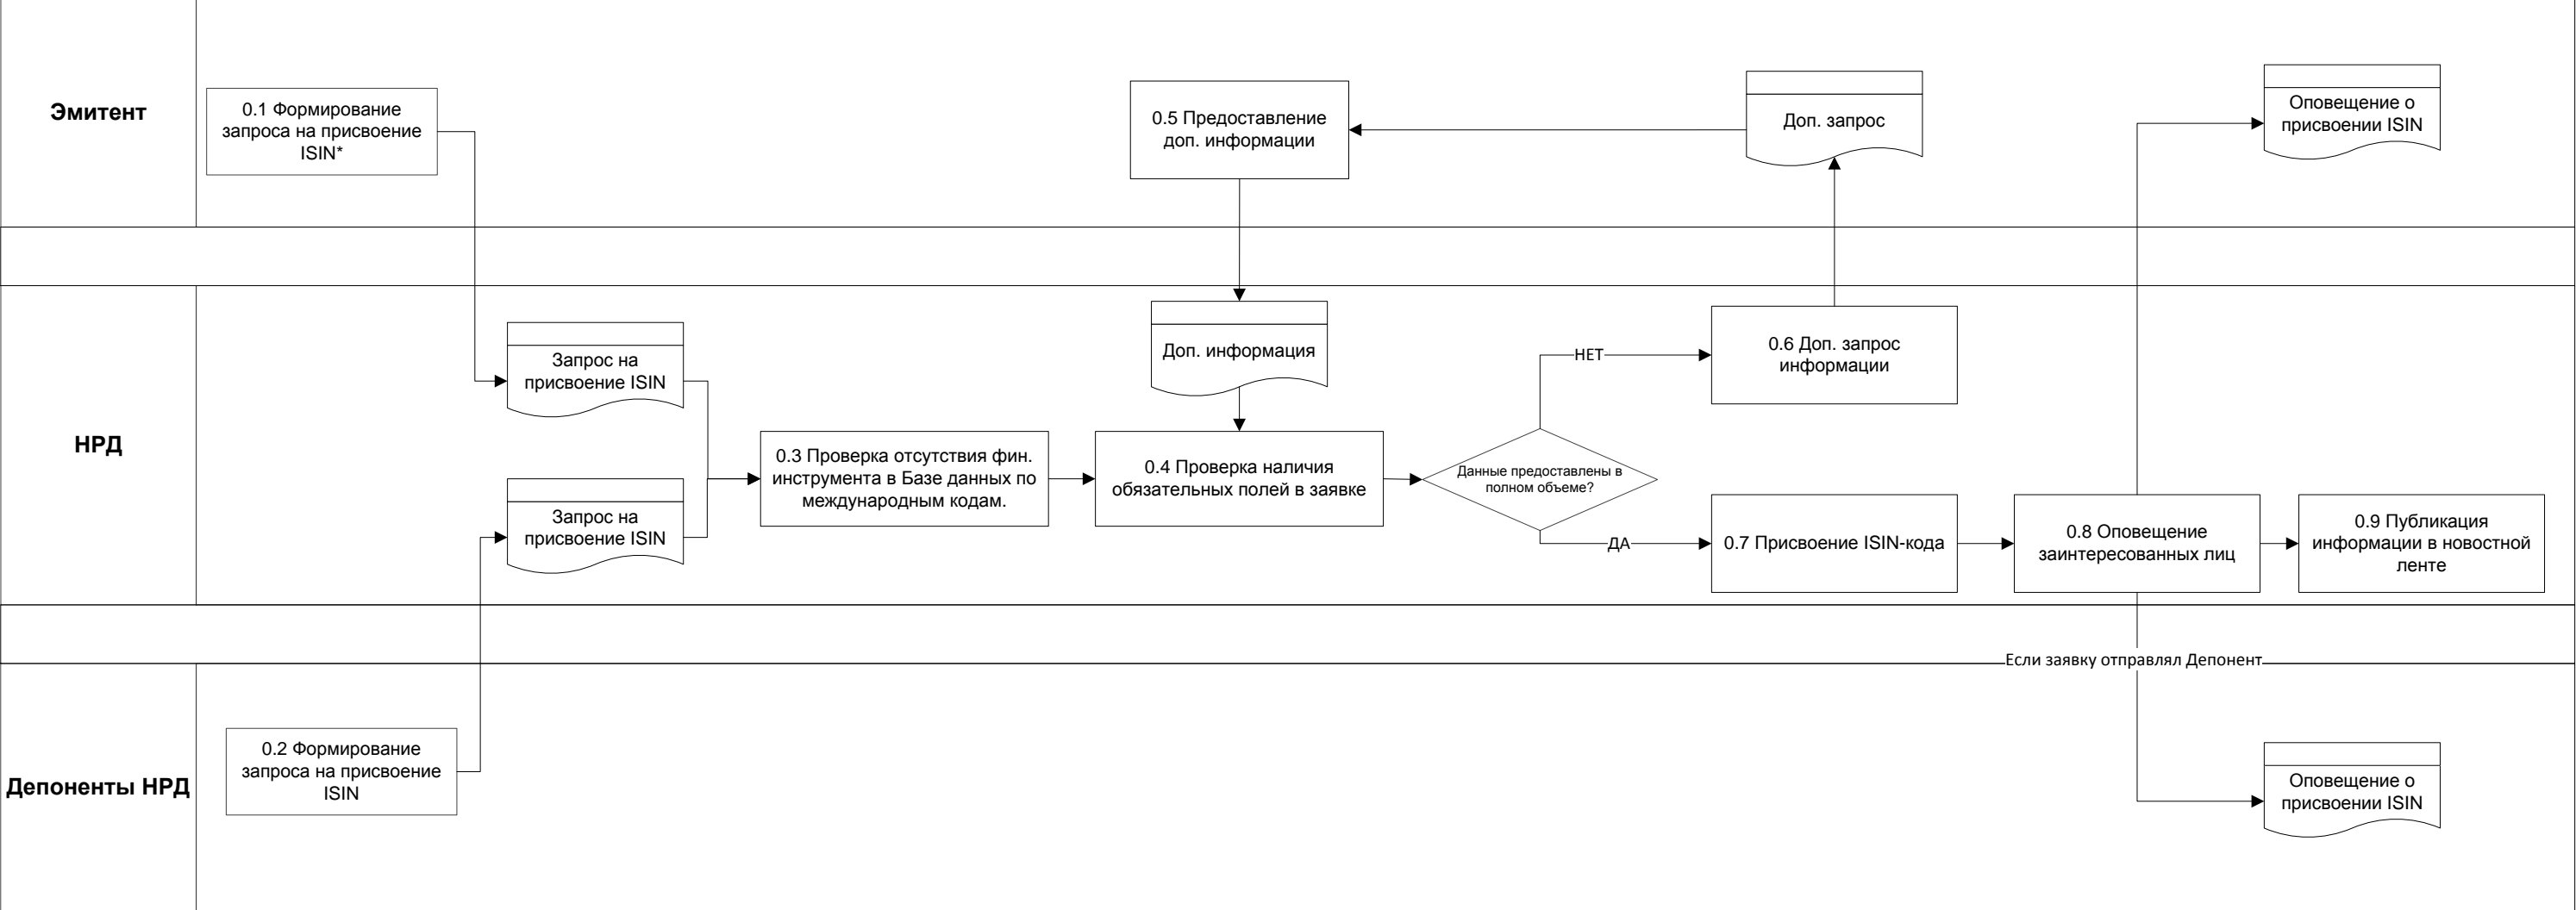 Эмитент
0.1 Формирование
запроса на присвоение
ISIN*
0.5 Предоставление
доп. информации
Доп. запрос
Оповещение о
присвоении ISIN
НРД
Запрос на
присвоение ISIN
Запрос на
присвоение ISIN
0.3 Проверка отсутствия фин.
инструмента в Базе данных по
международным кодам.
Доп. информация
0.4 Проверка наличия
обязательных полей в заявке
Данные предоставлены в
полном объеме?
НЕТ
0.6 Доп. запрос
информации
ДА
0.7 Присвоение ISIN-кода
0.8 Оповещение
заинтересованных лиц
0.9 Публикация
информации в новостной
ленте
Если заявку отправлял Депонент
Депоненты НРД
0.2 Формирование
запроса на присвоение
ISIN
Оповещение о
присвоении ISIN